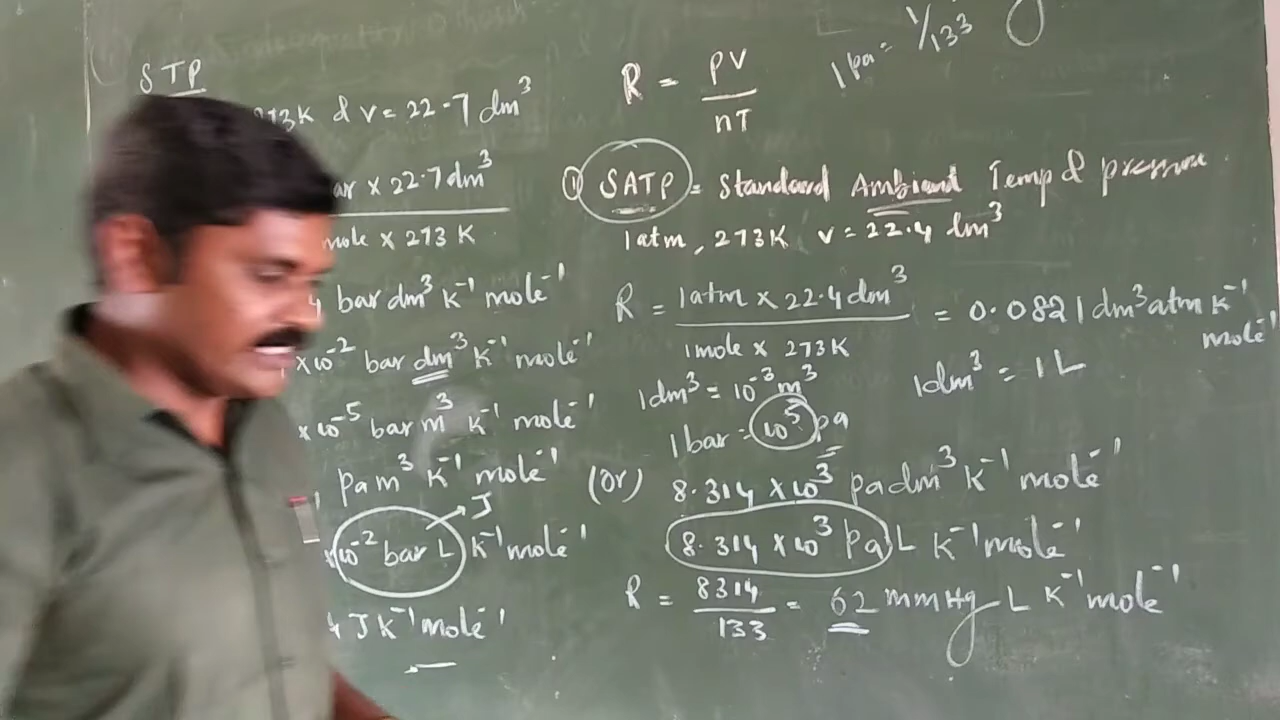 STP
273K & V = 22.7 dm³
bar x 22.7 dm³
mole x 273 K
4 bar dm³ K⁻¹ mole⁻¹
x 10⁻² bar dm³ K⁻¹ mole⁻¹
x 10⁻⁵ bar m³ K⁻¹ mole⁻¹
pa m³ K⁻¹ mole⁻¹
J
x 10⁻² bar L K⁻¹ mole⁻¹
4 J K⁻¹ mole⁻¹
R = PV / nT
1 pa = 1/133
① SATP = Standard Ambient Temp & pressure
1 atm, 273K V = 22.4 dm³
R = 1 atm x 22.4 dm³ / 1 mole x 273K = 0.0821 dm³ atm K⁻¹ mole⁻¹
1 dm³ = 10⁻³ m³
1 dm³ = 1 L
1 bar = 10⁵ pa
(Or) 8.314 x 10³ pa dm³ K⁻¹ mole⁻¹
8.314 x 10³ pa L K⁻¹ mole⁻¹
R = 8314 / 133 = 62 mmHg L K⁻¹ mole⁻¹